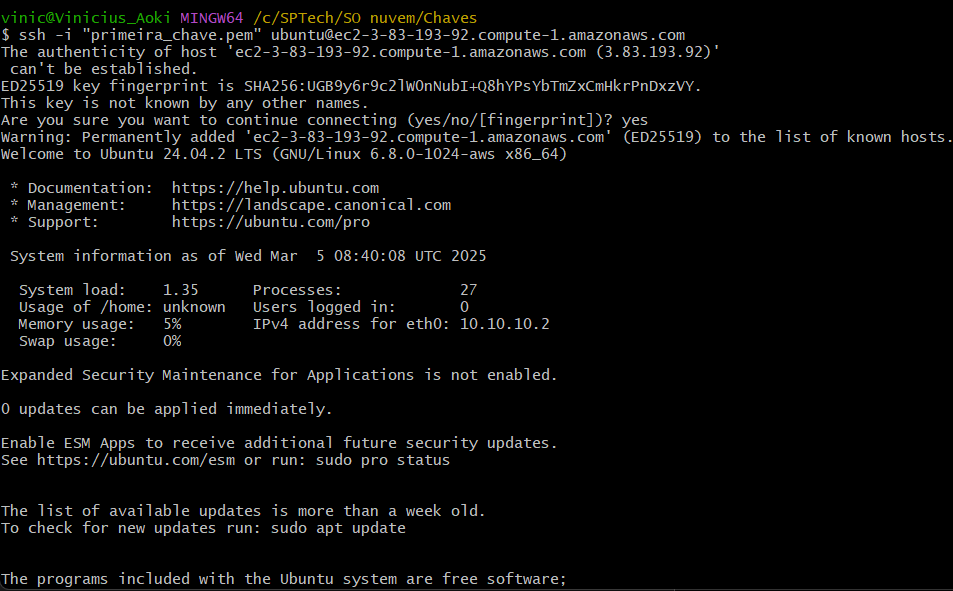 vinic@Vinicius_Aoki MINGW64 /c/SPTech/SO nuvem/Chaves
$ ssh -i "primeira_chave.pem" ubuntu@ec2-3-83-193-92.compute-1.amazonaws.com
The authenticity of host 'ec2-3-83-193-92.compute-1.amazonaws.com (3.83.193.92)'
 can't be established.
ED25519 key fingerprint is SHA256:UGB9y6r9c2lWOnNubI+Q8hYPsYbTmZxCmHkrPnDxzVY.
This key is not known by any other names.
Are you sure you want to continue connecting (yes/no/[fingerprint])? yes
Warning: Permanently added 'ec2-3-83-193-92.compute-1.amazonaws.com' (ED25519) to the list of known hosts.
Welcome to Ubuntu 24.04.2 LTS (GNU/Linux 6.8.0-1024-aws x86_64)

 * Documentation:  https://help.ubuntu.com
 * Management:     https://landscape.canonical.com
 * Support:        https://ubuntu.com/pro

 System information as of Wed Mar  5 08:40:08 UTC 2025

  System load:    1.35      Processes:             27
  Usage of /home: unknown   Users logged in:       0
  Memory usage:   5%        IPv4 address for eth0: 10.10.10.2
  Swap usage:     0%

Expanded Security Maintenance for Applications is not enabled.

0 updates can be applied immediately.

Enable ESM Apps to receive additional future security updates.
See https://ubuntu.com/esm or run: sudo pro status


The list of available updates is more than a week old.
To check for new updates run: sudo apt update


The programs included with the Ubuntu system are free software;